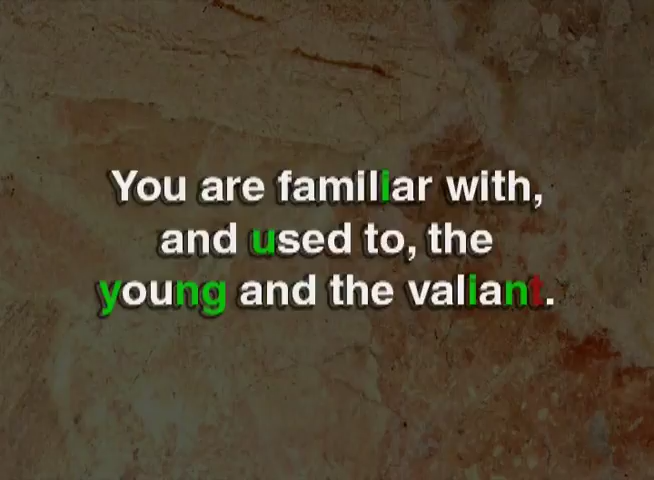 You are familiar with,
and used to, the
young and the valiant.